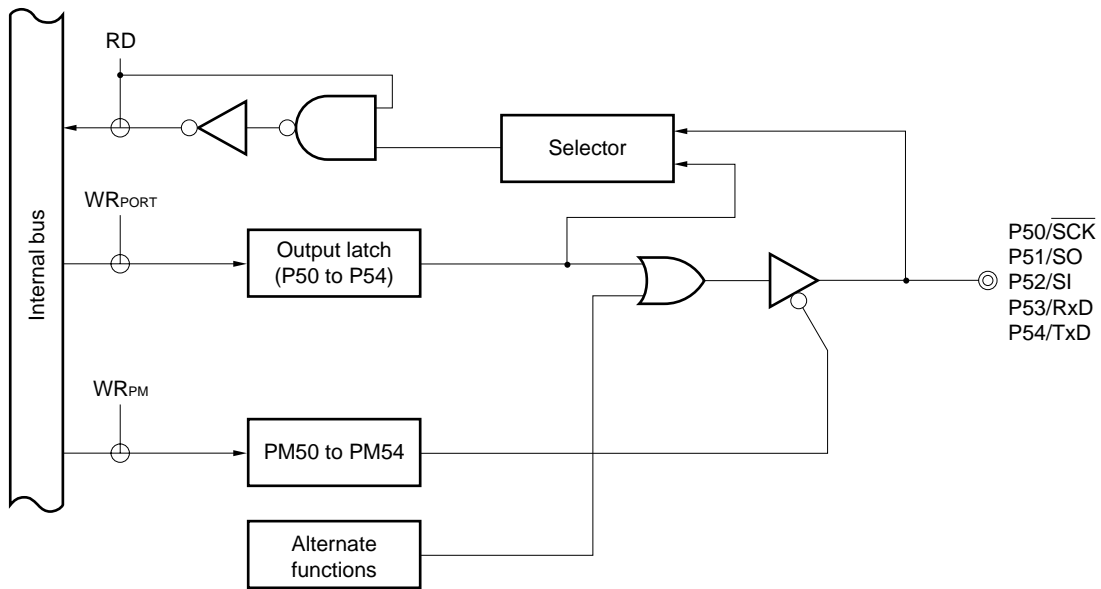 RD
Selector
WRPORT
Internal bus
Output latch
(P50 to P54)
P50/S̅C̅K̅
P51/SO
P52/SI
P53/RxD
P54/TxD
WRPM
PM50 to PM54
Alternate
functions